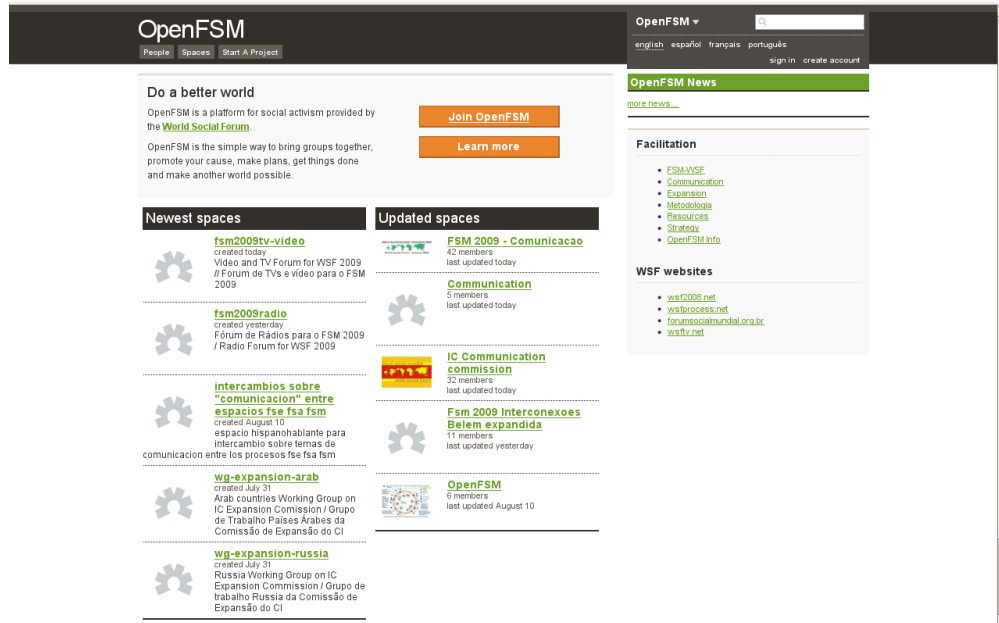 OpenFSM
People Spaces Start A Project
OpenFSM
english español français português
sign in create account
Do a better world
OpenFSM is a platform for social activism provided by
the World Social Forum.
OpenFSM is the simple way to bring groups together,
promote your cause, make plans, get things done
and make another world possible.
Join OpenFSM
Learn more
Newest spaces
fsm2009tv-video
created today
Video and TV Forum for WSF 2009
// Forum de TVs e vídeo para o FSM
2009
fsm2009radio
created yesterday
Fórum de Rádios para o FSM 2009
/ Radio Forum for WSF 2009
intercambios sobre
"comunicacion" entre
espacios fse fsa fsm
created August 10
espacio hispanohablante para
intercambio sobre temas de
comunicacion entre los procesos fse fsa fsm
wg-expansion-arab
created July 31
Arab countries Working Group on
IC Expansion Comission / Grupo
de Trabalho Países Árabes da
Comissão de Expansão do CI
wg-expansion-russia
created July 31
Russia Working Group on IC
Expansion Commission / Grupo de
trabalho Russia da Comissão de
Expansão do CI
Updated spaces
FSM 2009 - Comunicacao
42 members
last updated today
Communication
5 members
last updated today
IC Communication
commission
32 members
last updated today
Fsm 2009 Interconexoes
Belem expandida
11 members
last updated yesterday
OpenFSM
6 members
last updated August 10
OpenFSM News
more news...
Facilitation
FSM-WSF
Communication
Expansion
Metodologia
Resources
Strategy
OpenFSM Info
WSF websites
wsf2008.net
wsfprocess.net
forumsocialmundial.org.br
wsftv.net